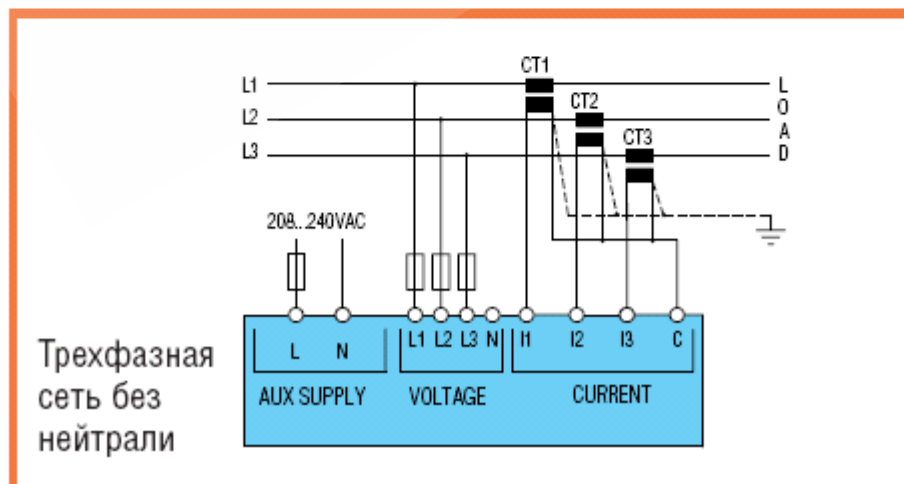 CT1
L1
L
CT2
L2
O
A
CT3
L3
D
208...240VAC
L1 L2 L3 N I1 I2 I3 C
L N
AUX SUPPLY VOLTAGE CURRENT
Трехфазная
сеть без
нейтрали